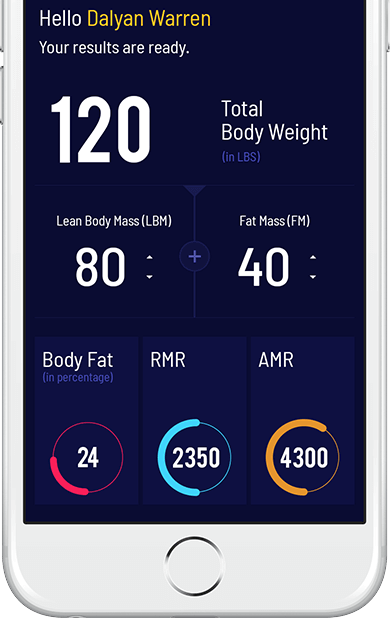 Hello Dalyan Warren
Your results are ready.
120
Total
Body Weight
(in LBS)
Lean Body Mass (LBM)
80
+
Fat Mass (FM)
40
Body Fat
(in percentage)
24
RMR
2350
AMR
4300